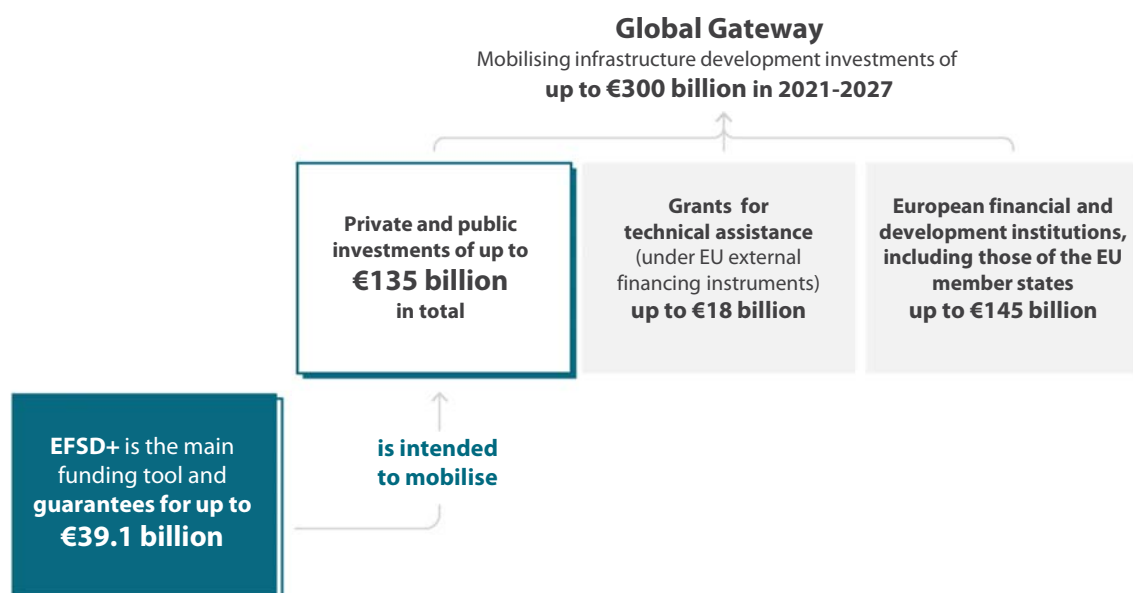 Global Gateway
Mobilising infrastructure development investments of
up to €300 billion in 2021-2027
Private and public
investments of up to
€135 billion
in total
Grants for
technical assistance
(under EU external
financing instruments)
up to €18 billion
European financial and
development institutions,
including those of the EU
member states
up to €145 billion
EFSD+ is the main
funding tool and
guarantees for up to
€39.1 billion
is intended
to mobilise